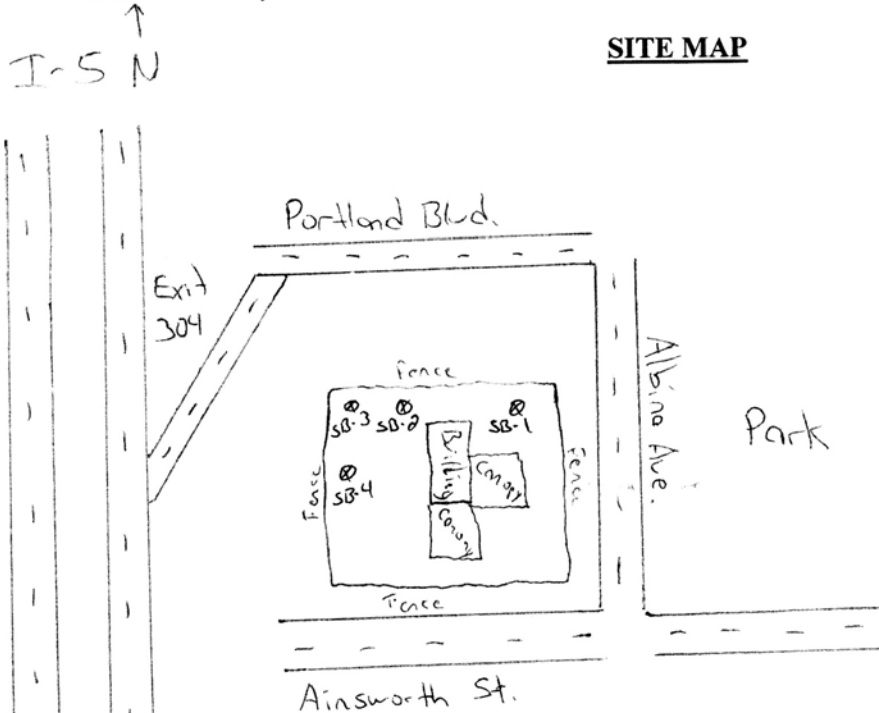 SITE MAP
I-5 N
Portland Blvd.
Exit
304
Fence
SB-3
SB-2
SB-1
Building
Canopy
Albina Ave.
Park
Fence
Fence
SB-4
Canopy
Fence
Ainsworth St.